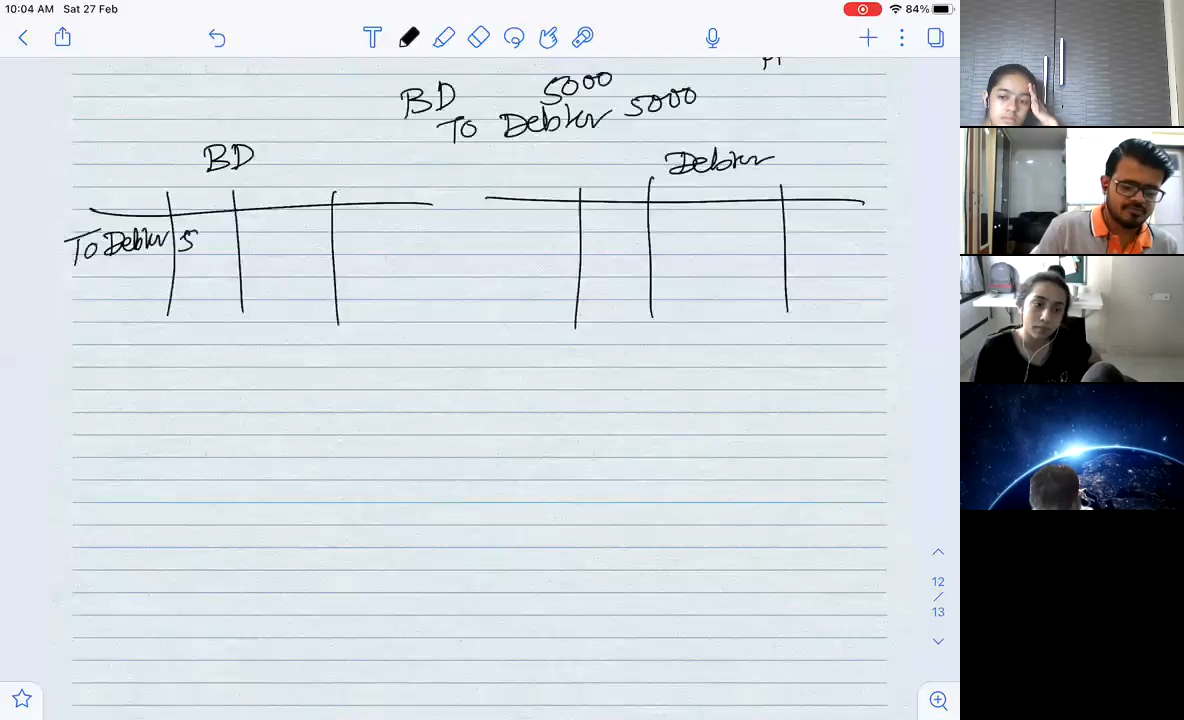 10:04 AM Sat 27 Feb
84%
T
BD 5000
To Debtor 5000
BD
Debtor
To Debtor 5
12
/
13